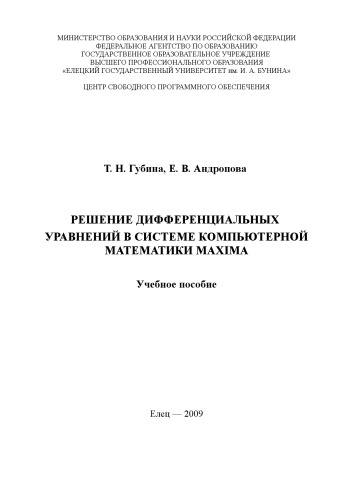 МИНИСТЕРСТВО ОБРАЗОВАНИЯ И НАУКИ РОССИЙСКОЙ ФЕДЕРАЦИИ
ФЕДЕРАЛЬНОЕ АГЕНТСТВО ПО ОБРАЗОВАНИЮ
ГОСУДАРСТВЕННОЕ ОБРАЗОВАТЕЛЬНОЕ УЧРЕЖДЕНИЕ
ВЫСШЕГО ПРОФЕССИОНАЛЬНОГО ОБРАЗОВАНИЯ
«ЕЛЕЦКИЙ ГОСУДАРСТВЕННЫЙ УНИВЕРСИТЕТ им. И. А. БУНИНА»
ЦЕНТР СВОБОДНОГО ПРОГРАММНОГО ОБЕСПЕЧЕНИЯ
Т. Н. Губина, Е. В. Андропова
РЕШЕНИЕ ДИФФЕРЕНЦИАЛЬНЫХ
УРАВНЕНИЙ В СИСТЕМЕ КОМПЬЮТЕРНОЙ
МАТЕМАТИКИ MAXIMA
Учебное пособие
Елец — 2009